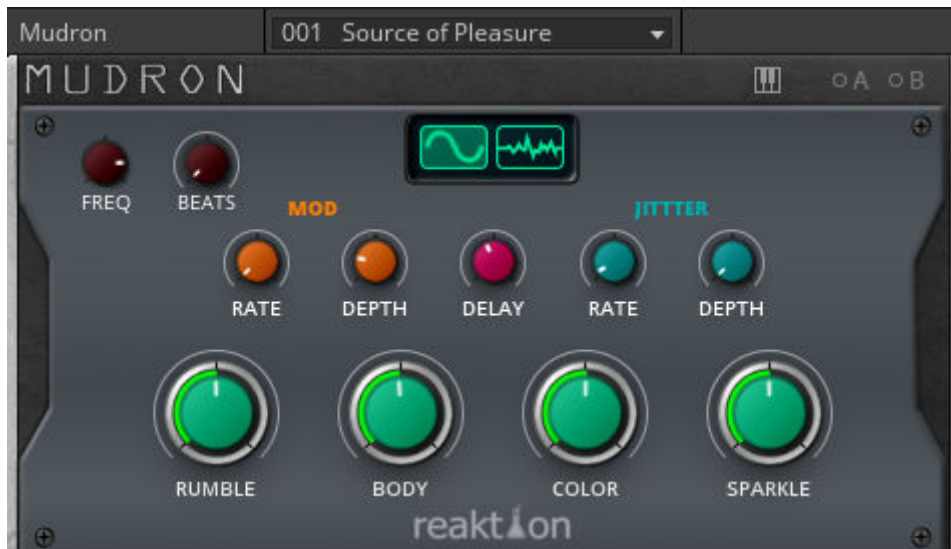 Mudron
001 Source of Pleasure
MUDRON
A B
FREQ BEATS
MOD JITTTER
RATE DEPTH DELAY RATE DEPTH
RUMBLE BODY COLOR SPARKLE
reaktion